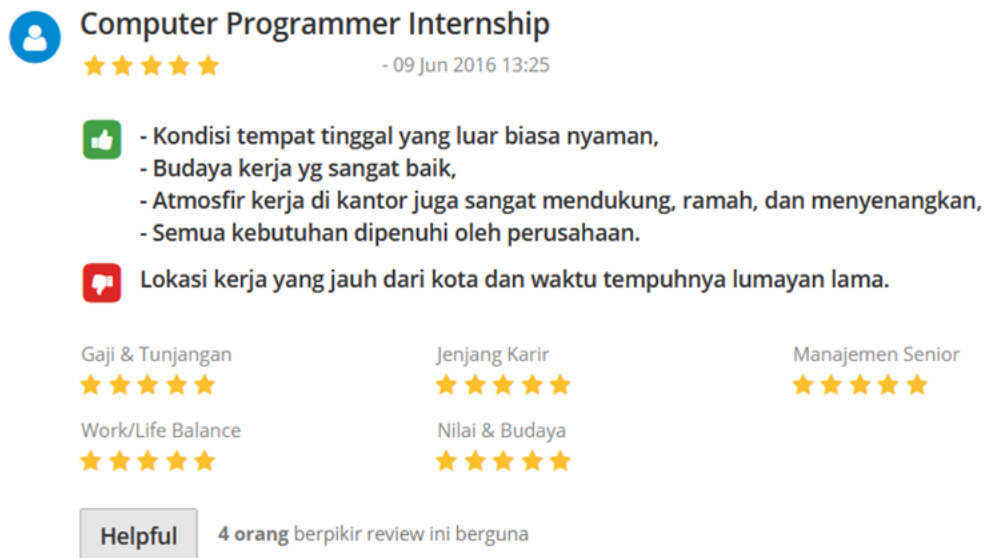 Computer Programmer Internship
- 09 Jun 2016 13:25
- Kondisi tempat tinggal yang luar biasa nyaman,
- Budaya kerja yg sangat baik,
- Atmosfir kerja di kantor juga sangat mendukung, ramah, dan menyenangkan,
- Semua kebutuhan dipenuhi oleh perusahaan.
Lokasi kerja yang jauh dari kota dan waktu tempuhnya lumayan lama.
Gaji & Tunjangan
Jenjang Karir
Manajemen Senior
Work/Life Balance
Nilai & Budaya
Helpful
4 orang berpikir review ini berguna